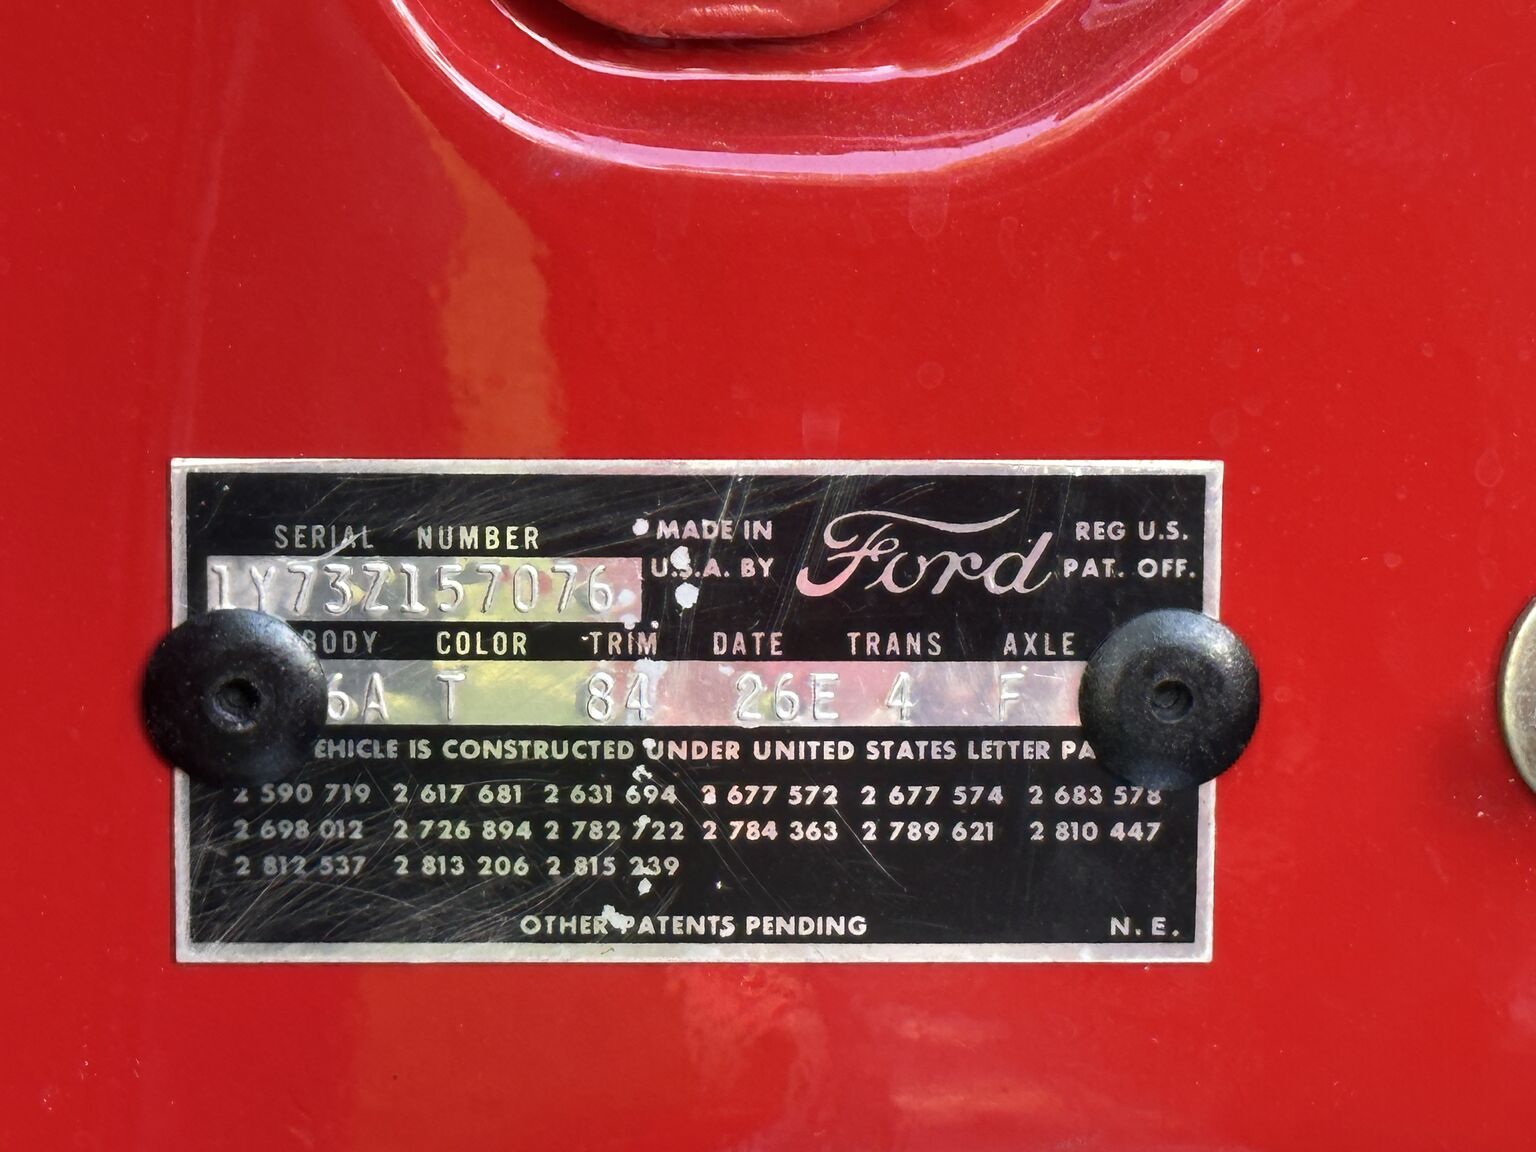 SERIAL NUMBER
1Y73Z157076
MADE IN
U.S.A. BY
Ford
REG U.S.
PAT. OFF.
BODY COLOR TRIM DATE TRANS AXLE
6A T 84 26E 4 F
EHICLE IS CONSTRUCTED UNDER UNITED STATES LETTER PA
2 590 719 2 617 681 2 631 694 2 677 572 2 677 574 2 683 578
2 698 012 2 726 894 2 782 722 2 784 363 2 789 621 2 810 447
2 812 537 2 813 206 2 815 239
OTHER PATENTS PENDING
N. E.